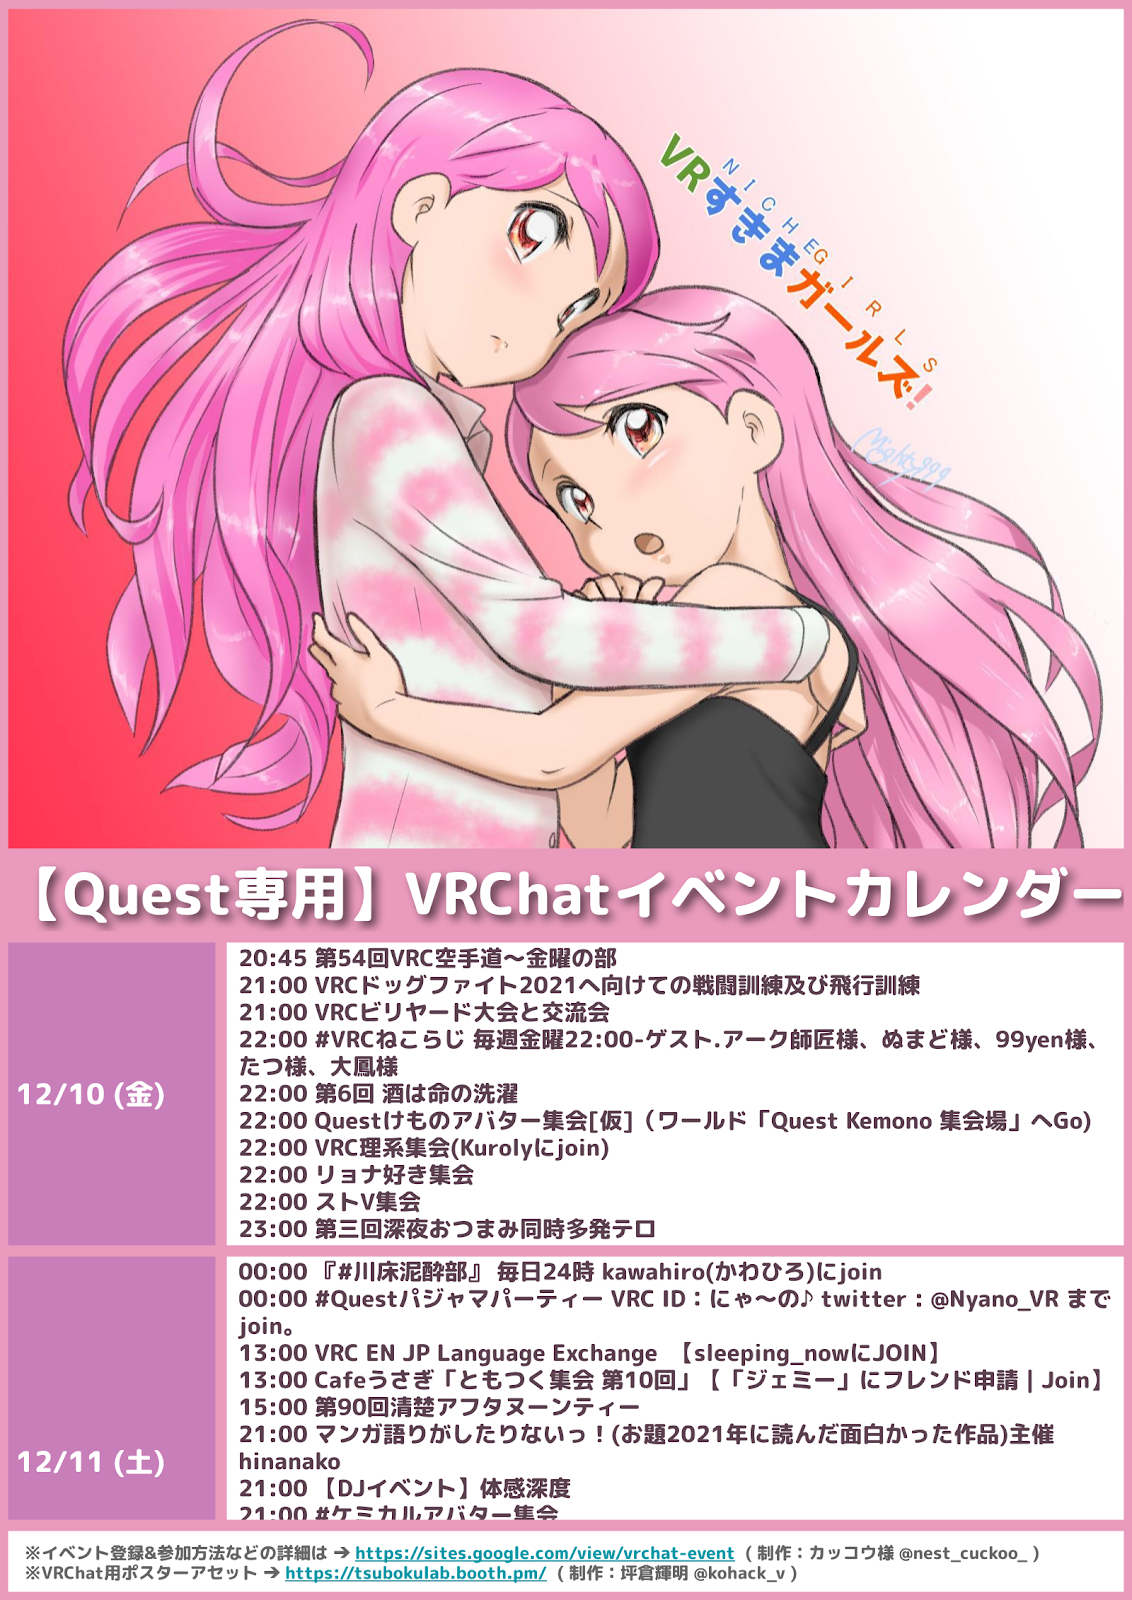 VRすきまガールズ!
NICHE GIRLS
Mighty999
【Quest専用】VRChatイベントカレンダー
12/10 (金)
20:45 第54回VRC空手道～金曜の部
21:00 VRCドッグファイト2021へ向けての戦闘訓練及び飛行訓練
21:00 VRCビリヤード大会と交流会
22:00 #VRCねこらじ 毎週金曜22:00-ゲスト.アーク師匠様、ぬまど様、99yen様、
たつ様、大鳳様
22:00 第6回 酒は命の洗濯
22:00 Questけものアバター集会[仮]（ワールド「Quest Kemono 集会場」へGo)
22:00 VRC理系集会(Kurolyにjoin)
22:00 リョナ好き集会
22:00 ストV集会
23:00 第三回深夜おつまみ同時多発テロ
12/11 (土)
00:00 『#川床泥酔部』 毎日24時 kawahiro(かわひろ)にjoin
00:00 #Questパジャマパーティー VRC ID：にゃ～の♪ twitter : @Nyano_VR まで
join。
13:00 VRC EN JP Language Exchange 【sleeping_nowにJOIN】
13:00 Cafeうさぎ「ともつく集会 第10回」【「ジェミー」にフレンド申請 | Join】
15:00 第90回清楚アフタヌーンティー
21:00 マンガ語りがしたりないっ！(お題2021年に読んだ面白かった作品)主催
hinanako
21:00 【DJイベント】体感深度
21:00 #ケミカルアバター集会
※イベント登録&参加方法などの詳細は → https://sites.google.com/view/vrchat-event ( 制作：カッコウ様 @nest_cuckoo_ )
※VRChat用ポスターアセット → https://tsubokulab.booth.pm/ ( 制作：坪倉輝明 @kohack_v )